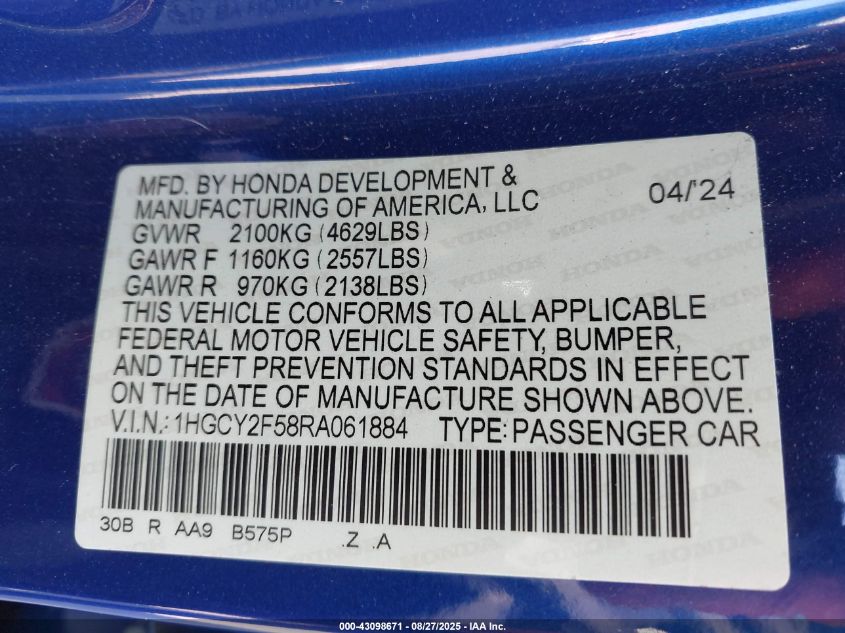 MFD. BY HONDA DEVELOPMENT &
MANUFACTURING OF AMERICA, LLC 04/24
GVWR 2100KG (4629LBS)
GAWR F 1160KG (2557LBS)
GAWR R 970KG (2138LBS)
THIS VEHICLE CONFORMS TO ALL APPLICABLE
FEDERAL MOTOR VEHICLE SAFETY, BUMPER,
AND THEFT PREVENTION STANDARDS IN EFFECT
ON THE DATE OF MANUFACTURE SHOWN ABOVE.
V.I.N.: 1HGCY2F58RA061884 TYPE: PASSENGER CAR
30B R AA9 B575P .Z .A
000-43098671 - 08/27/2025 - IAA Inc.